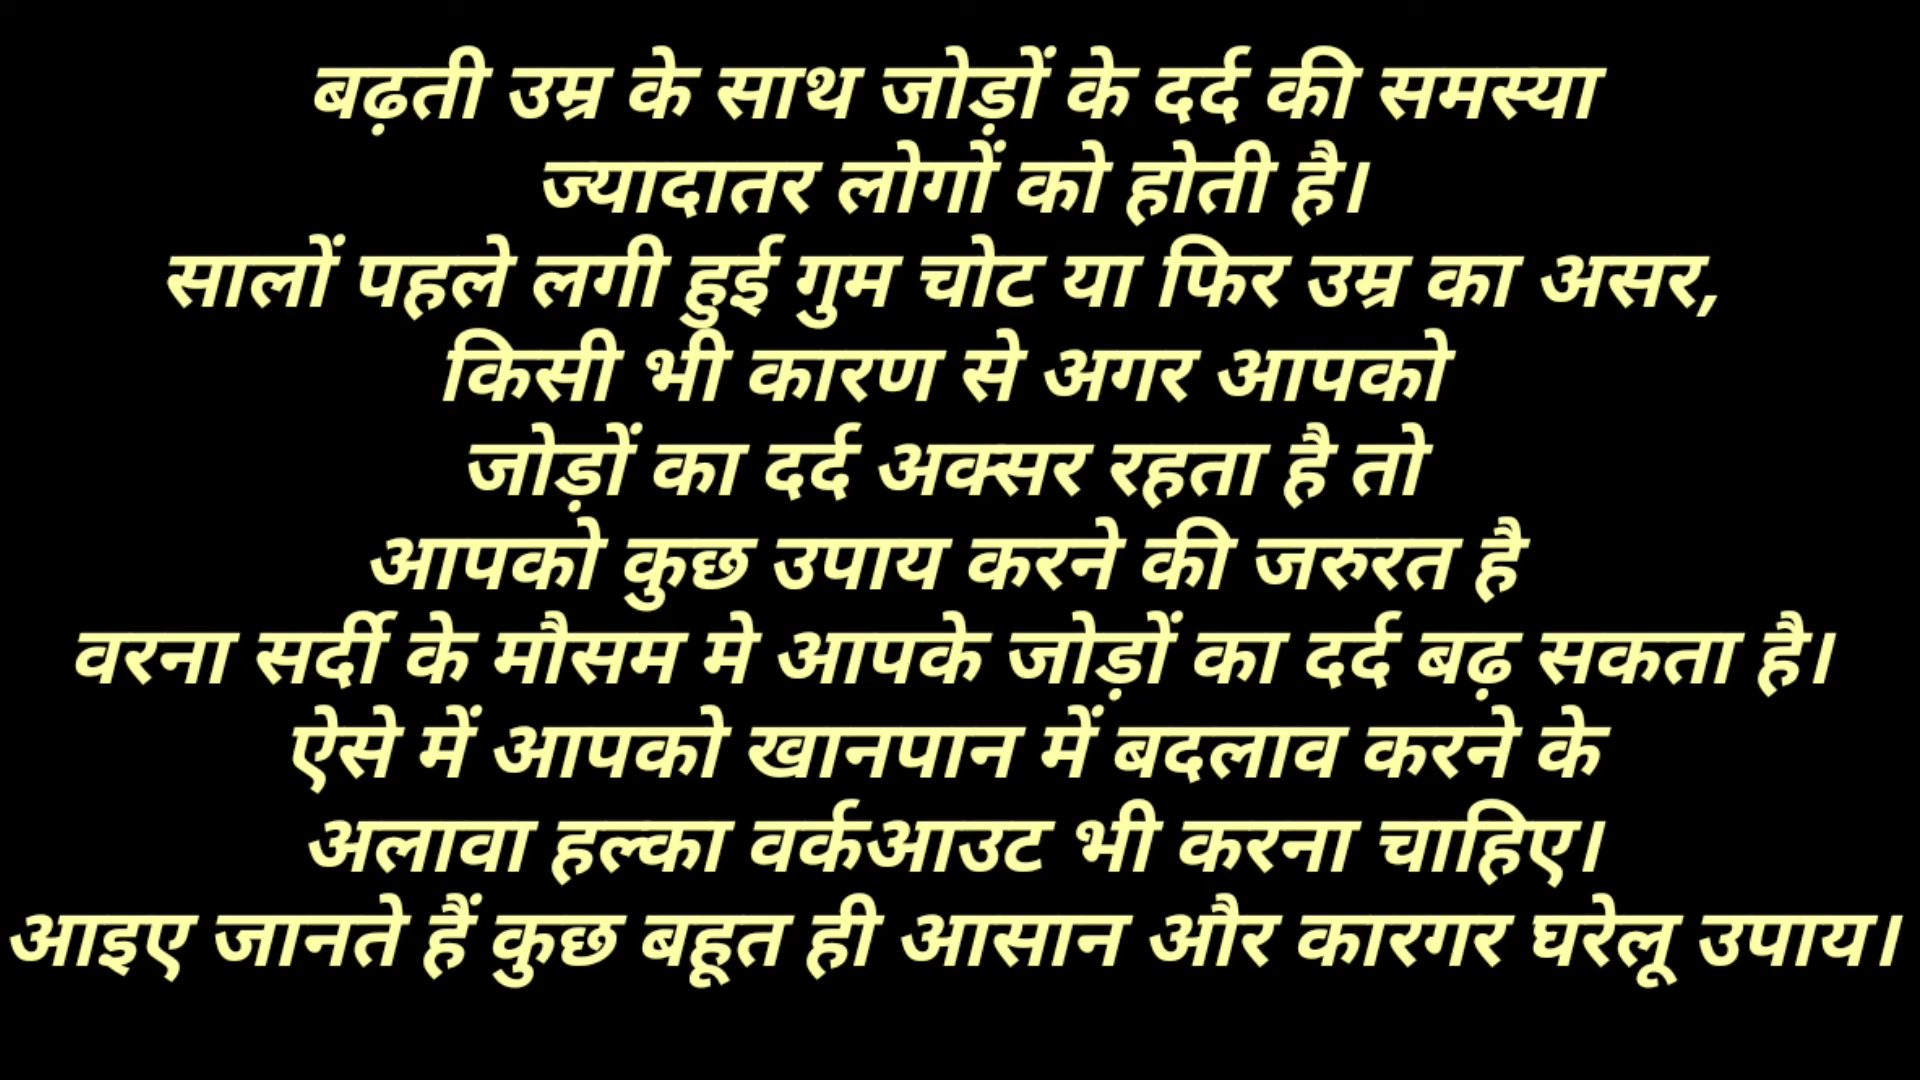 बढ़ती उम्र के साथ जोड़ों के दर्द की समस्या
ज्यादातर लोगों को होती है।
सालों पहले लगी हुई गुम चोट या फिर उम्र का असर,
किसी भी कारण से अगर आपको
जोड़ों का दर्द अक्सर रहता है तो
आपको कुछ उपाय करने की जरुरत है
वरना सर्दी के मौसम मे आपके जोड़ों का दर्द बढ़ सकता है।
ऐसे में आपको खानपान में बदलाव करने के
अलावा हल्का वर्कआउट भी करना चाहिए।
आइए जानते हैं कुछ बहूत ही आसान और कारगर घरेलू उपाय।